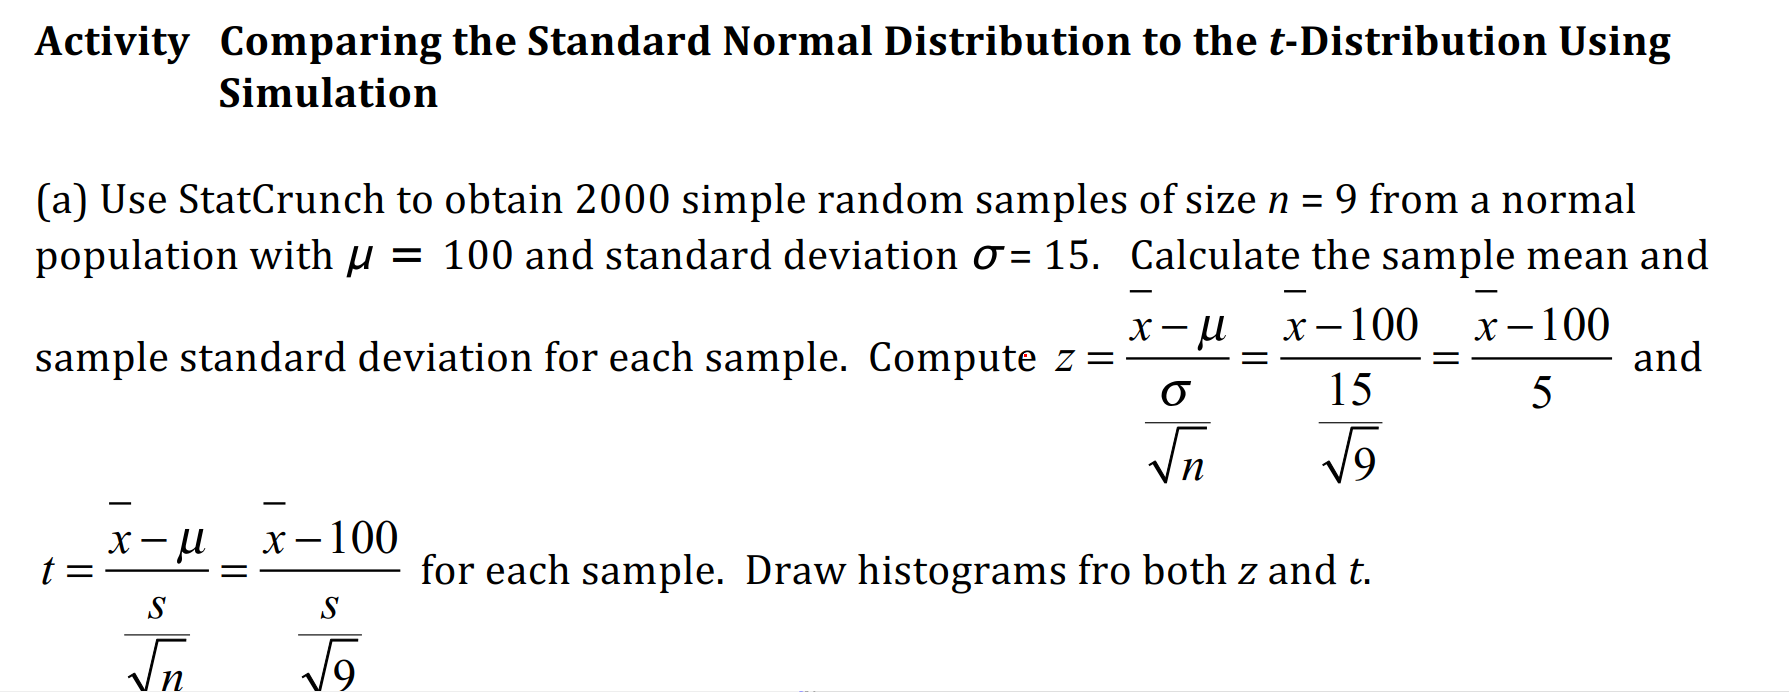 Activity Comparing the Standard Normal Distribution to the t-Distribution Using
Simulation
(a) Use StatCrunch to obtain 2000 simple random samples of size n = 9 from a normal
population with μ = 100 and standard deviation σ = 15. Calculate the sample mean and
sample standard deviation for each sample. Compute z = (x̄ – μ)/(σ/√n) = (x̄ – 100)/(15/√9) = (x̄ – 100)/5 and
t = (x̄ – μ)/(s/√n) = (x̄ – 100)/(s/√9) for each sample. Draw histograms fro both z and t.